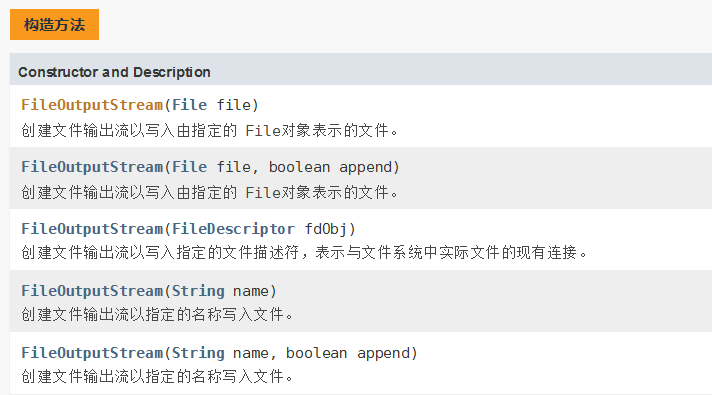 构造方法
Constructor and Description
FileOutputStream(File file)
创建文件输出流以写入由指定的 File对象表示的文件。
FileOutputStream(File file, boolean append)
创建文件输出流以写入由指定的 File对象表示的文件。
FileOutputStream(FileDescriptor fdObj)
创建文件输出流以写入指定的文件描述符，表示与文件系统中实际文件的现有连接。
FileOutputStream(String name)
创建文件输出流以指定的名称写入文件。
FileOutputStream(String name, boolean append)
创建文件输出流以指定的名称写入文件。